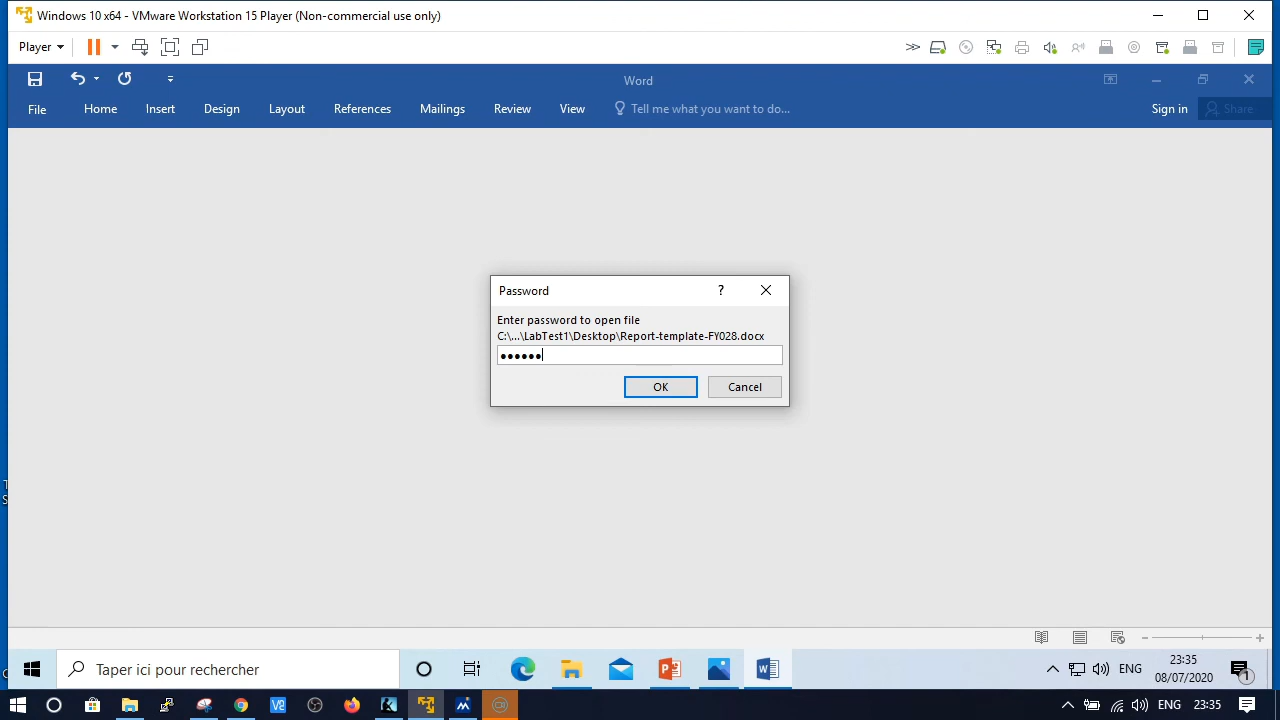 Windows 10 x64 - VMware Workstation 15 Player (Non-commercial use only)
Player
Word
File Home Insert Design Layout References Mailings Review View Tell me what you want to do... Sign in Share
Password ?
Enter password to open file
C:\...\LabTest1\Desktop\Report-template-FY028.docx
••••••
OK Cancel
Taper ici pour rechercher
ENG
23:35
08/07/2020
1
ENG 23:35